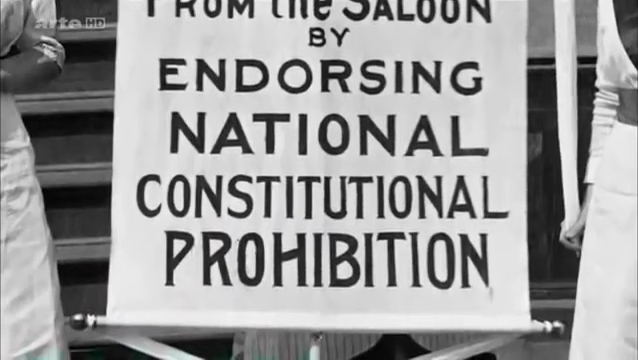 arte HD
FROM the SALOON
BY
ENDORSING
NATIONAL
CONSTITUTIONAL
PROHIBITION